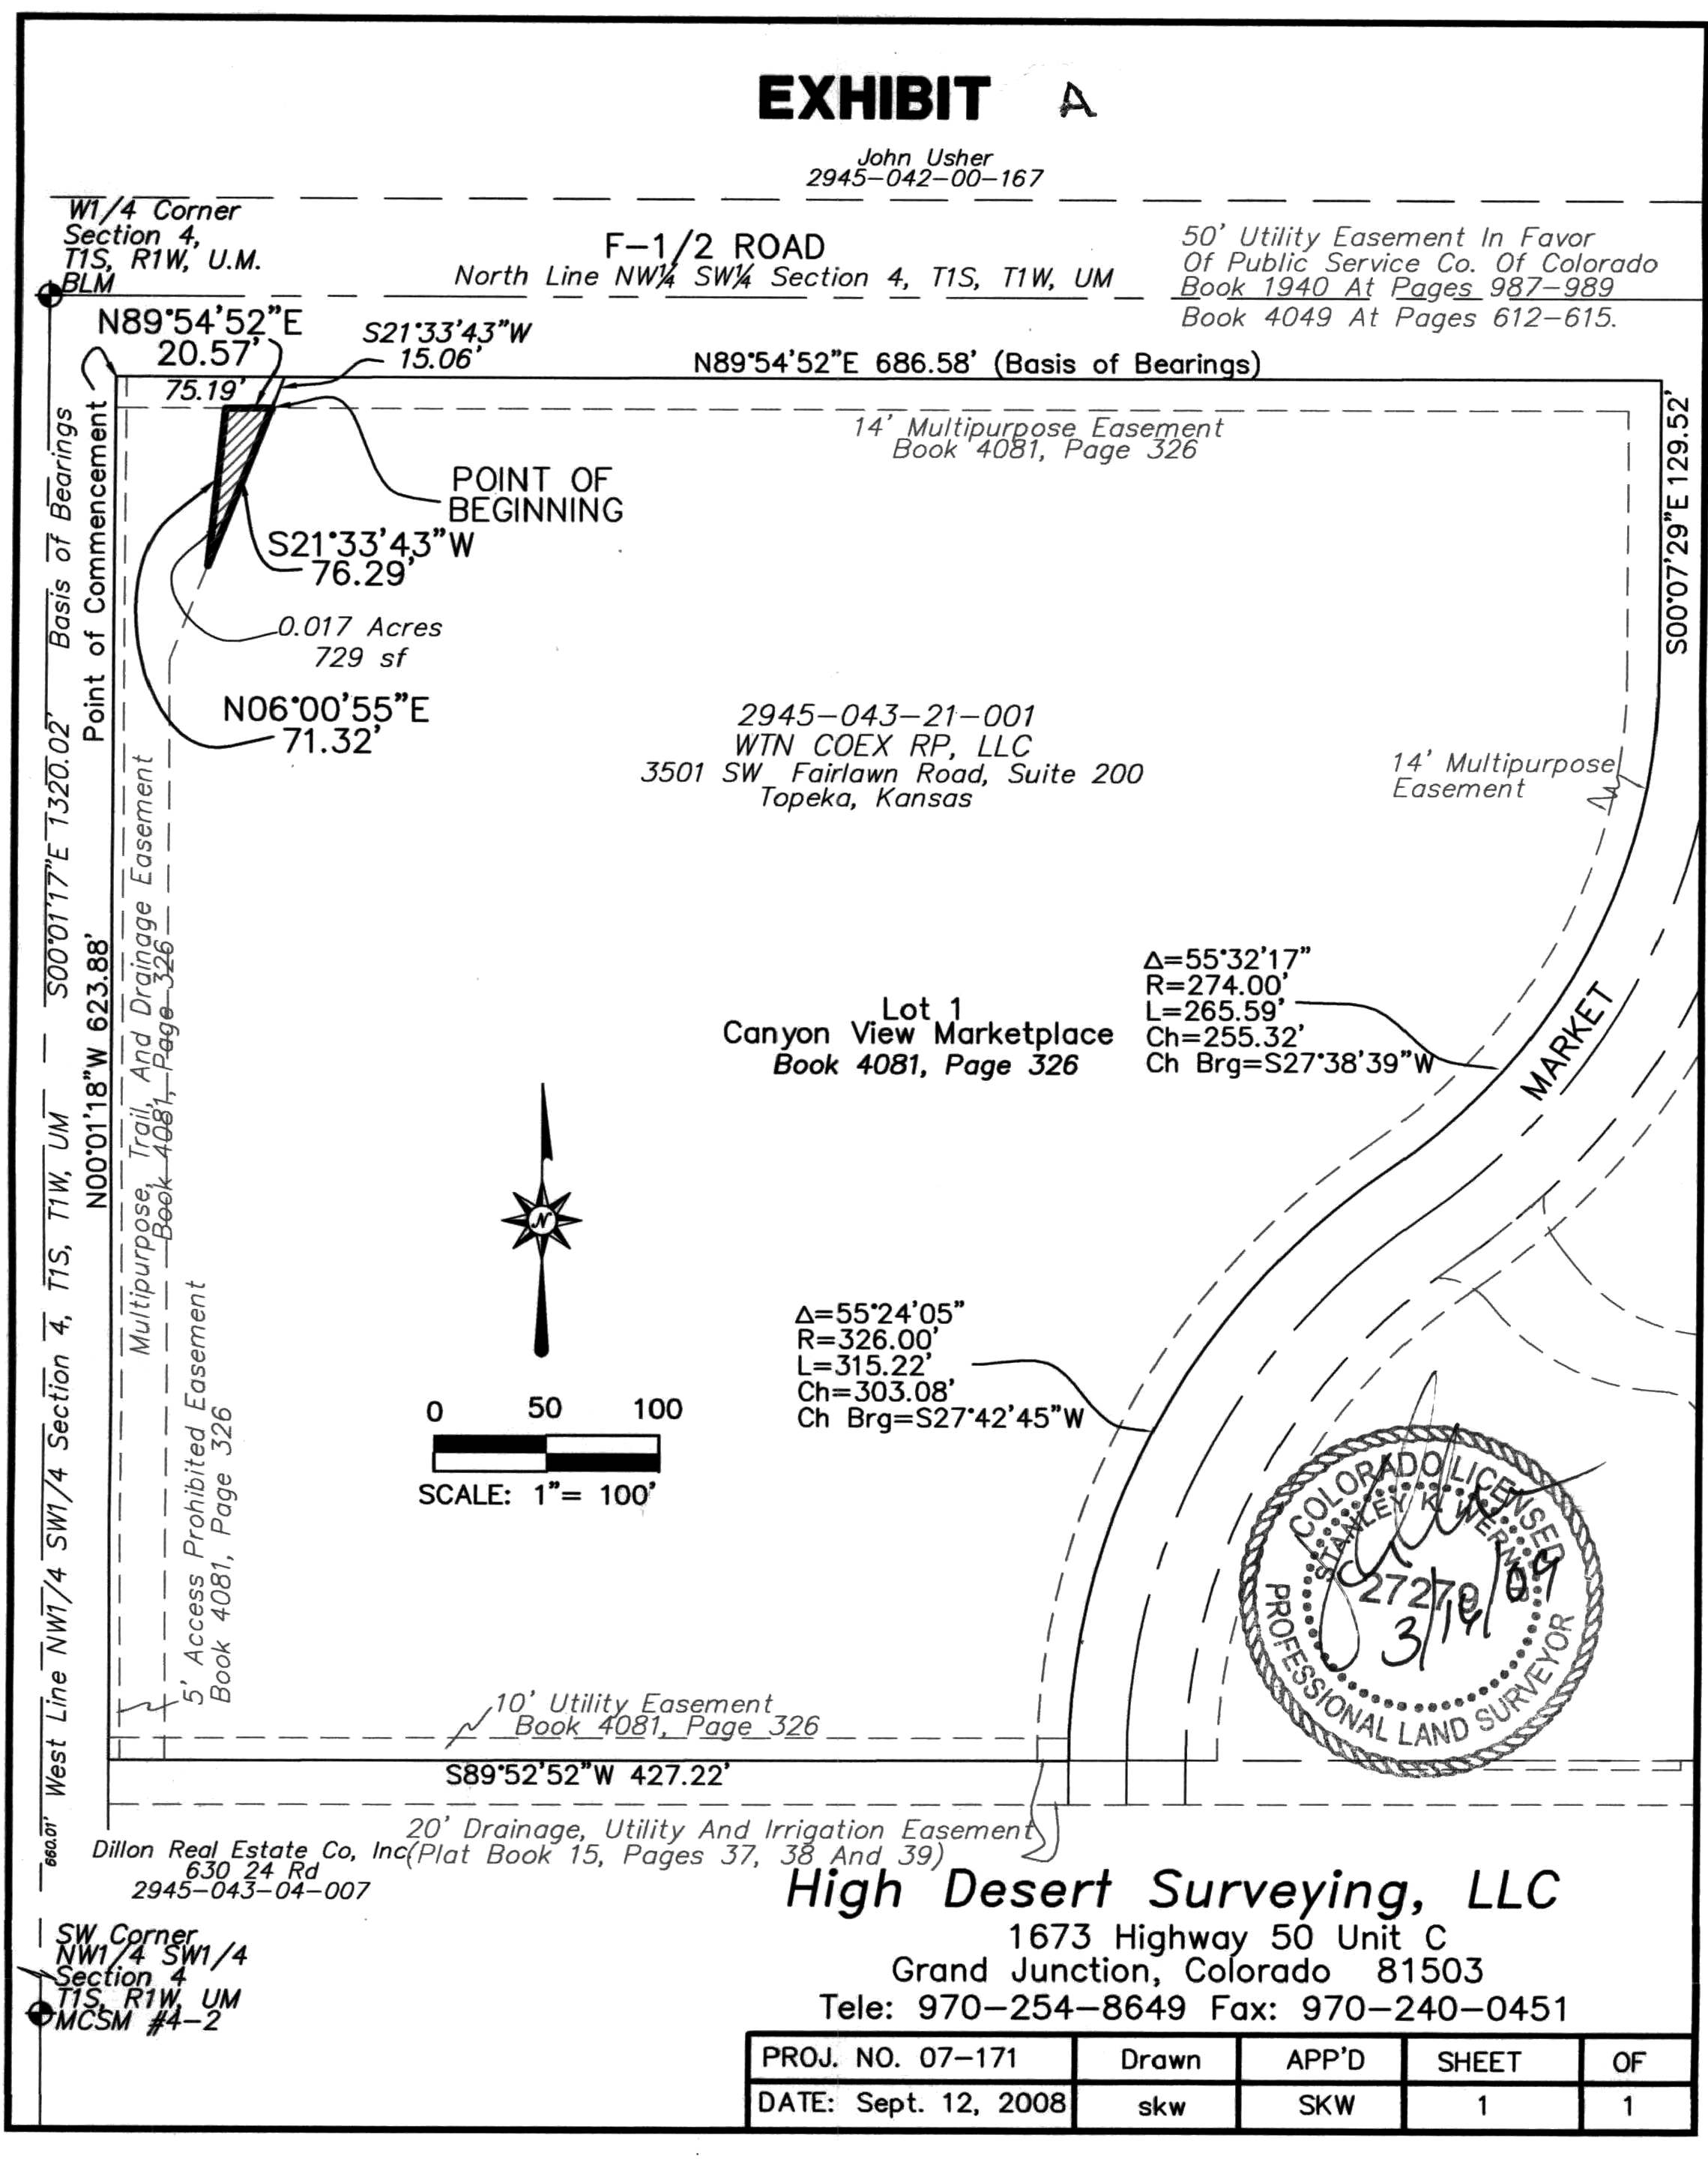 EXHIBIT A
John Usher
2945-042-00-167
W1/4 Corner
Section 4,
T1S, R1W, U.M.
BLM
F-1/2 ROAD
North Line NW¼ SW¼ Section 4, T1S, T1W, UM
50' Utility Easement In Favor
Of Public Service Co. Of Colorado
Book 1940 At Pages 987-989
Book 4049 At Pages 612-615.
N89°54'52"E
20.57'
S21°33'43"W
15.06'
75.19'
N89°54'52"E 686.58' (Basis of Bearings)
14' Multipurpose Easement
Book 4081, Page 326
S00°07'29"E 129.52'
Point of Commencement
POINT OF
BEGINNING
S21°33'43"W
76.29'
0.017 Acres
729 sf
N06°00'55"E
71.32'
2945-043-21-001
WTN COEX RP, LLC
3501 SW Fairlawn Road, Suite 200
Topeka, Kansas
14' Multipurpose
Easement
660.01' West Line NW1/4 SW1/4 Section 4, T1S, T1W, UM S00°01'17"E 1320.02' Basis of Bearings
N00°01'18"W 623.88'
Multipurpose, Trail, And Drainage Easement
Book 4081, Page 326
Δ=55°32'17"
R=274.00'
L=265.59'
Ch=255.32'
Ch Brg=S27°38'39"W
MARKET
Lot 1
Canyon View Marketplace
Book 4081, Page 326
N
Δ=55°24'05"
R=326.00'
L=315.22'
Ch=303.08'
Ch Brg=S27°42'45"W
0 50 100
SCALE: 1"= 100'
5' Access Prohibited Easement
Book 4081, Page 326
COLORADO LICENSED
STANLEY K. WERNER
27279
3/16/09
PROFESSIONAL LAND SURVEYOR
10' Utility Easement
Book 4081, Page 326
S89°52'52"W 427.22'
20' Drainage, Utility And Irrigation Easement
(Plat Book 15, Pages 37, 38 And 39)
Dillon Real Estate Co, Inc
630 24 Rd
2945-043-04-007
SW Corner
NW1/4 SW1/4
Section 4
T1S, R1W, UM
MCSM #4-2
High Desert Surveying, LLC
1673 Highway 50 Unit C
Grand Junction, Colorado 81503
Tele: 970-254-8649 Fax: 970-240-0451
PROJ. NO. 07-171 Drawn APP'D SHEET OF
DATE: Sept. 12, 2008 skw SKW 1 1